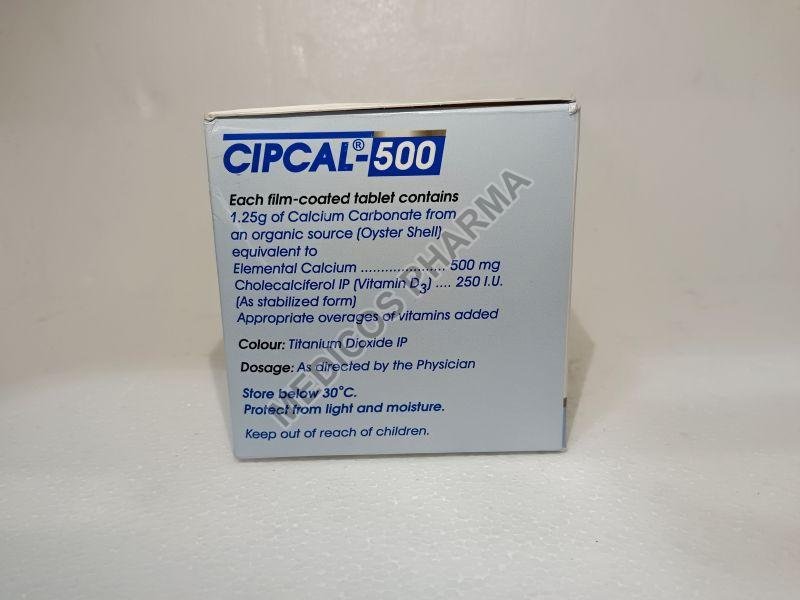 CIPCAL®-500
Each film-coated tablet contains
1.25g of Calcium Carbonate from
an organic source (Oyster Shell)
equivalent to
Elemental Calcium ...................... 500 mg
Cholecalciferol IP (Vitamin D3) .... 250 I.U.
(As stabilized form)
Appropriate overages of vitamins added
Colour: Titanium Dioxide IP
Dosage: As directed by the Physician
Store below 30°C.
Protect from light and moisture.
Keep out of reach of children.
MEDICOS PHARMA